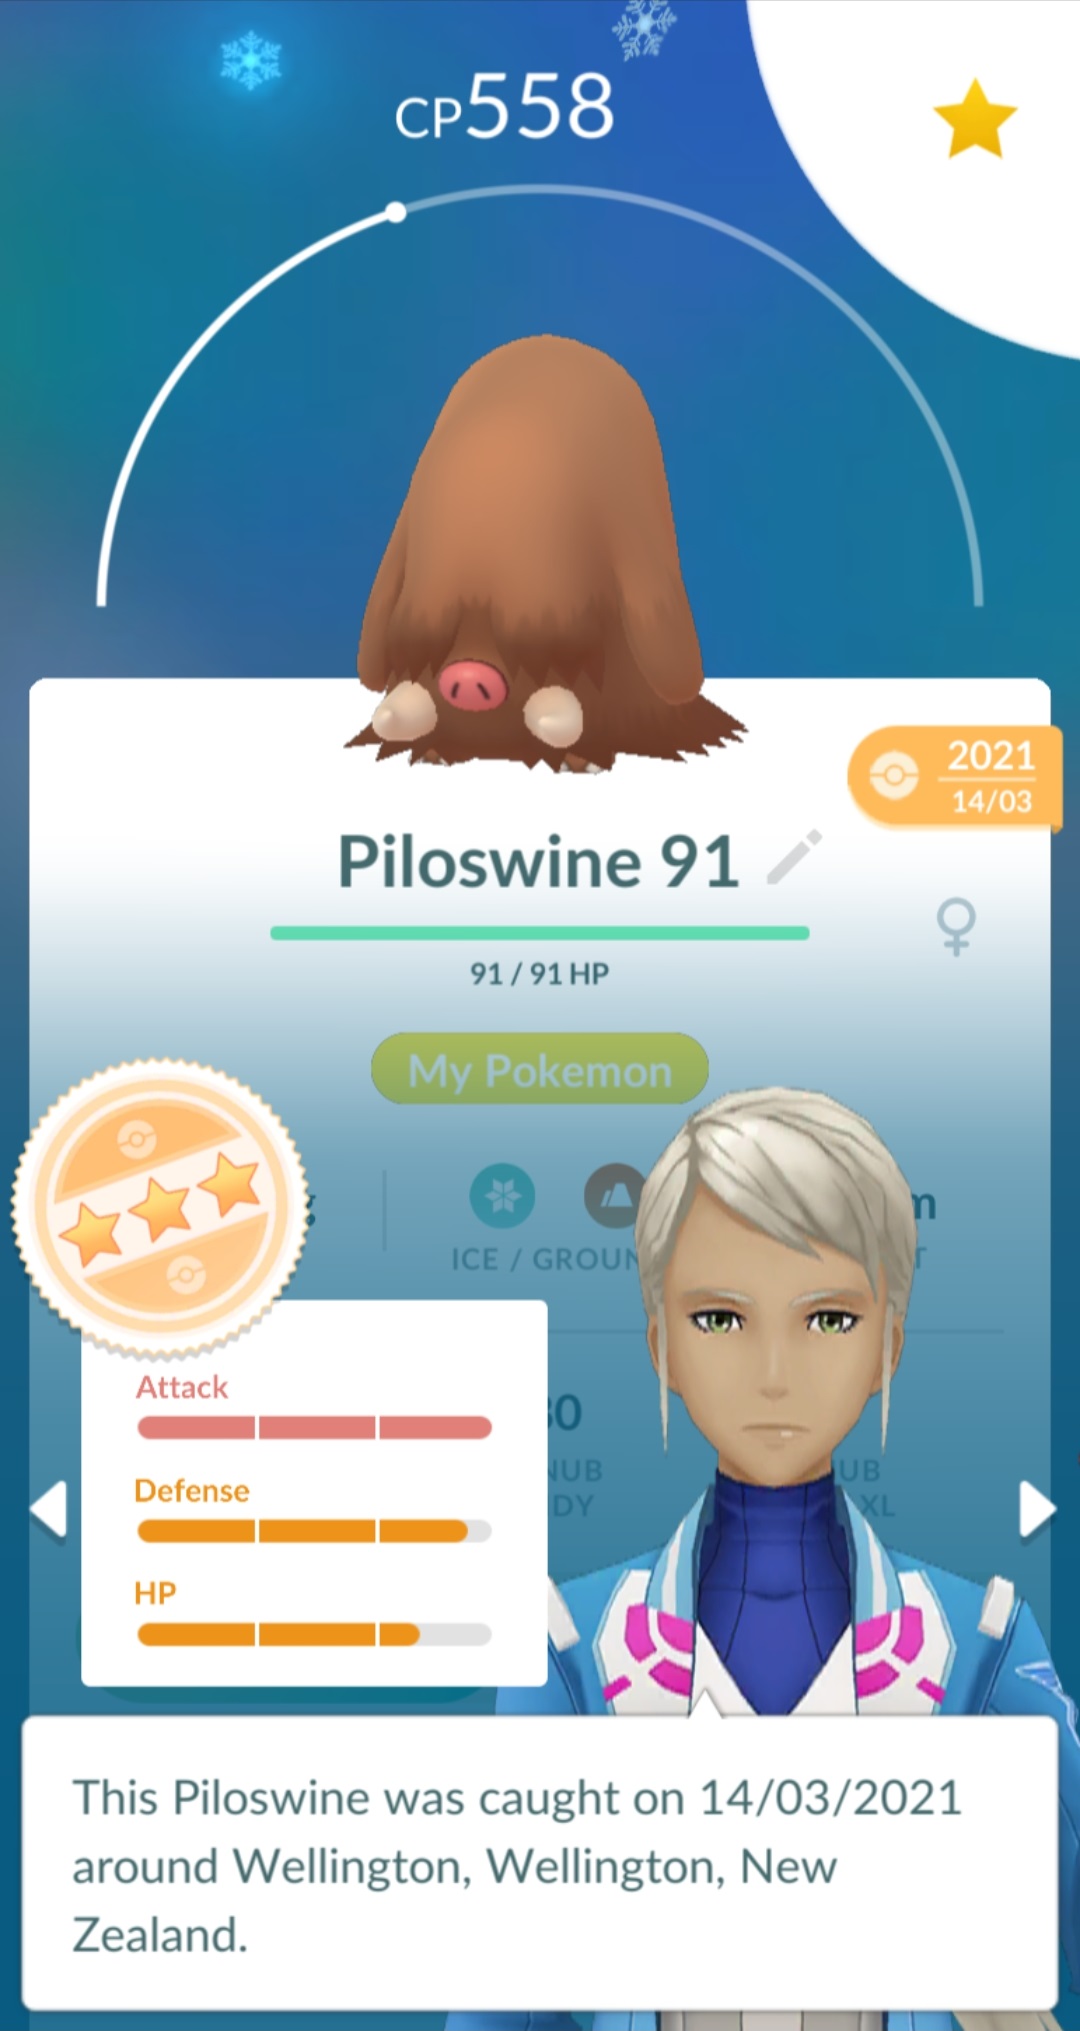 CP558
2021
14/03
Piloswine 91
91 / 91 HP
My Pokemon
ICE /
Attack
Defense
HP
This Piloswine was caught on 14/03/2021
around Wellington, Wellington, New
Zealand.